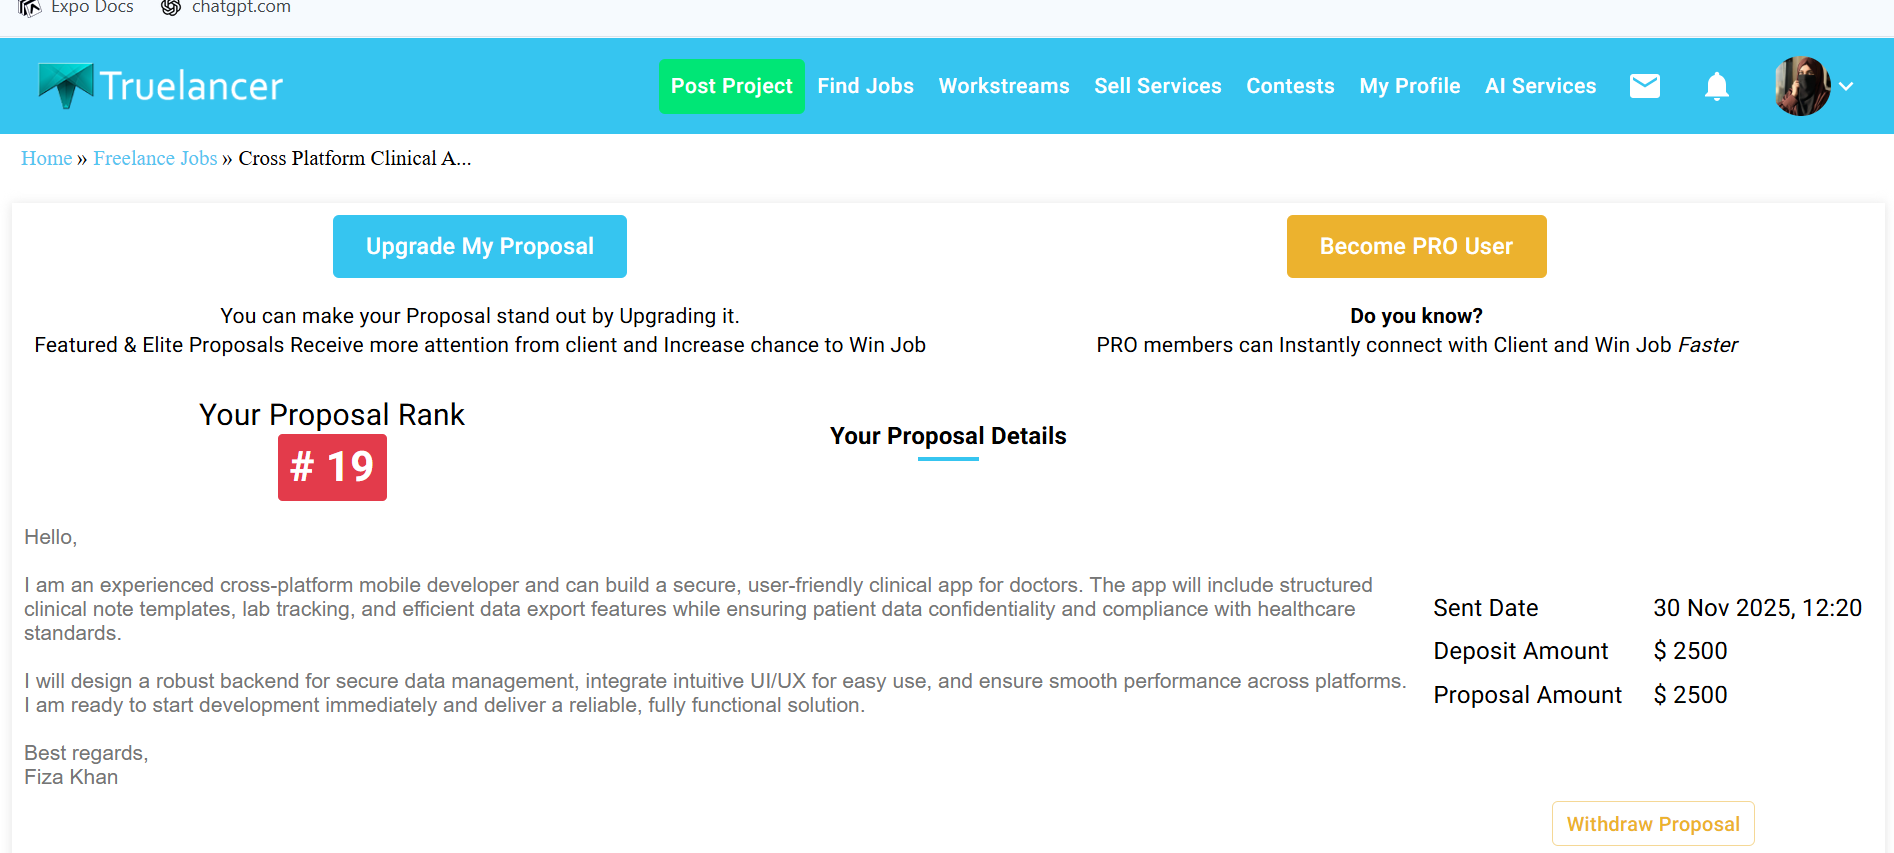 Expo Docs chatgpt.com
Truelancer Post Project Find Jobs Workstreams Sell Services Contests My Profile AI Services
Home » Freelance Jobs » Cross Platform Clinical A...
Upgrade My Proposal
You can make your Proposal stand out by Upgrading it.
Featured & Elite Proposals Receive more attention from client and Increase chance to Win Job
Become PRO User
Do you know?
PRO members can Instantly connect with Client and Win Job Faster
Your Proposal Rank
# 19
Your Proposal Details
Hello,
I am an experienced cross-platform mobile developer and can build a secure, user-friendly clinical app for doctors. The app will include structured
clinical note templates, lab tracking, and efficient data export features while ensuring patient data confidentiality and compliance with healthcare
standards.
I will design a robust backend for secure data management, integrate intuitive UI/UX for easy use, and ensure smooth performance across platforms.
I am ready to start development immediately and deliver a reliable, fully functional solution.
Best regards,
Fiza Khan
Sent Date 30 Nov 2025, 12:20
Deposit Amount $ 2500
Proposal Amount $ 2500
Withdraw Proposal